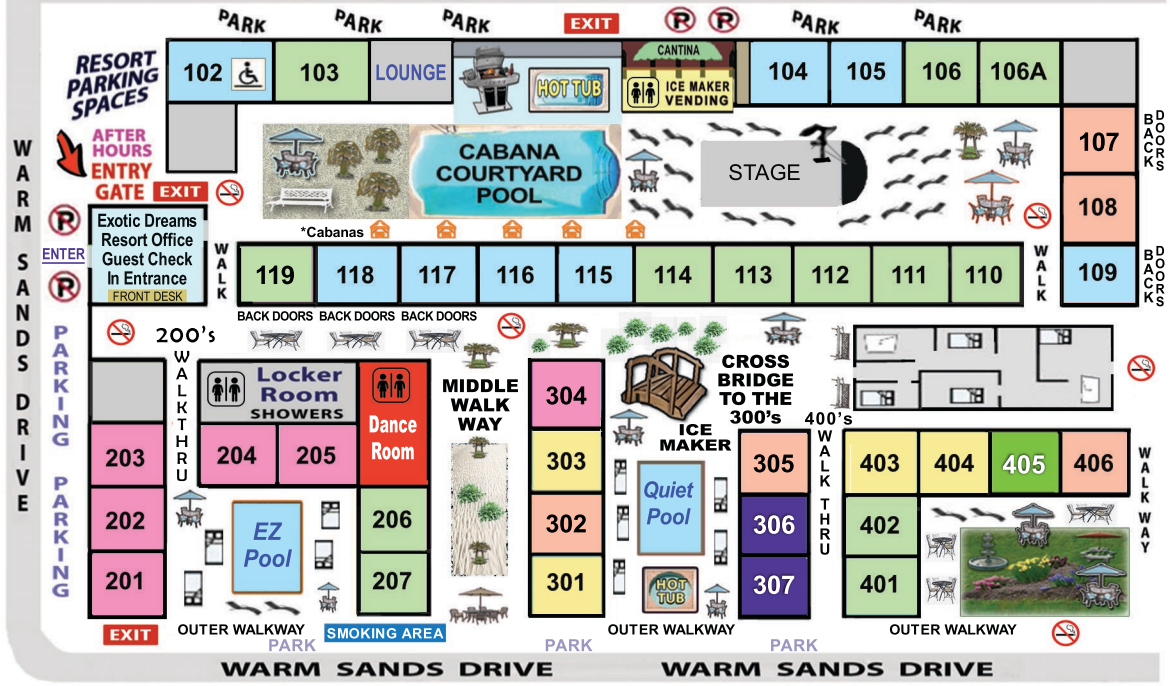 PARK
PARK
PARK
EXIT
PARK
PARK
RESORT
PARKING
SPACES
102
103
LOUNGE
HOT TUB
CANTINA
ICE MAKER
VENDING
104
105
106
106A
AFTER
HOURS
ENTRY
GATE
EXIT
CABANA
COURTYARD
POOL
STAGE
107
BACK
DOORS
108
109
BACK
DOORS
*Cabanas
Exotic Dreams
Resort Office
Guest Check
In Entrance
FRONT DESK
ENTER
WALK
119
118
117
116
115
114
113
112
111
110
WALK
BACK DOORS
BACK DOORS
BACK DOORS
WARM SANDS DRIVE
PARKING
PARKING
200's
WALK THRU
Locker
Room
SHOWERS
Dance
Room
MIDDLE
WALK
WAY
304
CROSS
BRIDGE
TO THE
300's
ICE
MAKER
400's
WALK THRU
203
204
205
303
305
403
404
405
406
WALK WAY
202
EZ
Pool
206
302
Quiet
Pool
306
402
201
207
301
HOT
TUB
307
401
EXIT
OUTER WALKWAY
SMOKING AREA
OUTER WALKWAY
OUTER WALKWAY
PARK
PARK
PARK
WARM SANDS DRIVE
WARM SANDS DRIVE